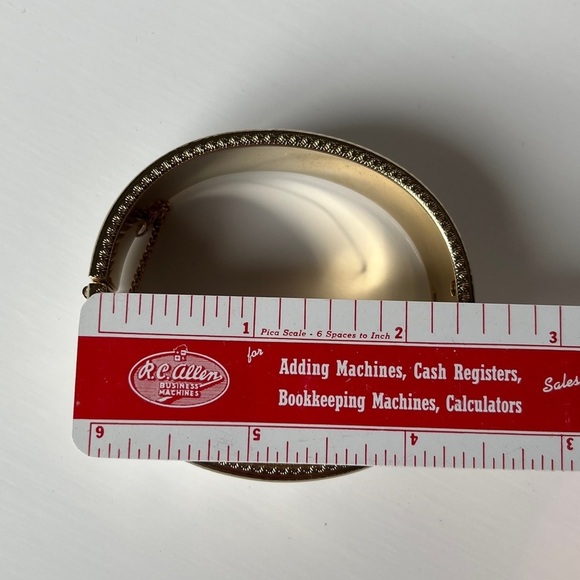 1 Pica Scale - 6 Spaces to Inch 2 3
R.C. Allen
BUSINESS
MACHINES
for
Adding Machines, Cash Registers,
Bookkeeping Machines, Calculators
Sales
6 5 4 3